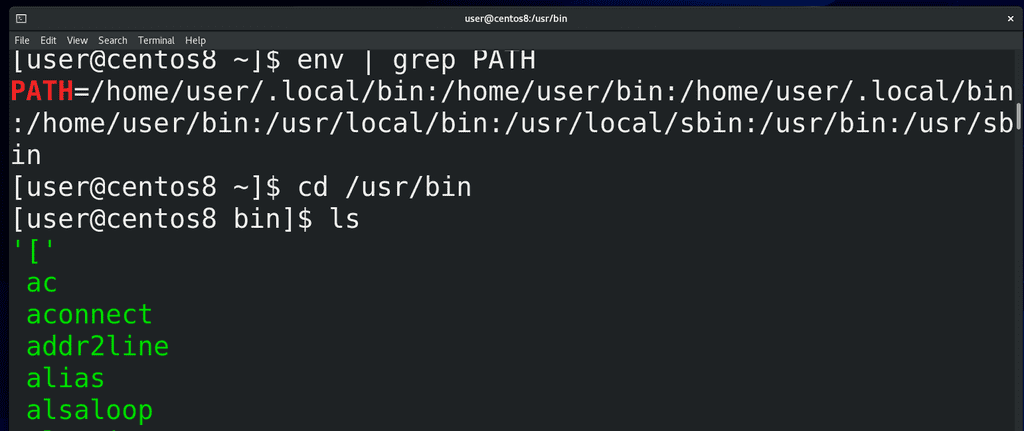 user@centos8:/usr/bin
×
File Edit View Search Terminal Help
[user@centos8 ~]$ env | grep PATH
PATH=/home/user/.local/bin:/home/user/bin:/home/user/.local/bin
:/home/user/bin:/usr/local/bin:/usr/local/sbin:/usr/bin:/usr/sb
in
[user@centos8 ~]$ cd /usr/bin
[user@centos8 bin]$ ls
'['
ac
aconnect
addr2line
alias
alsaloop